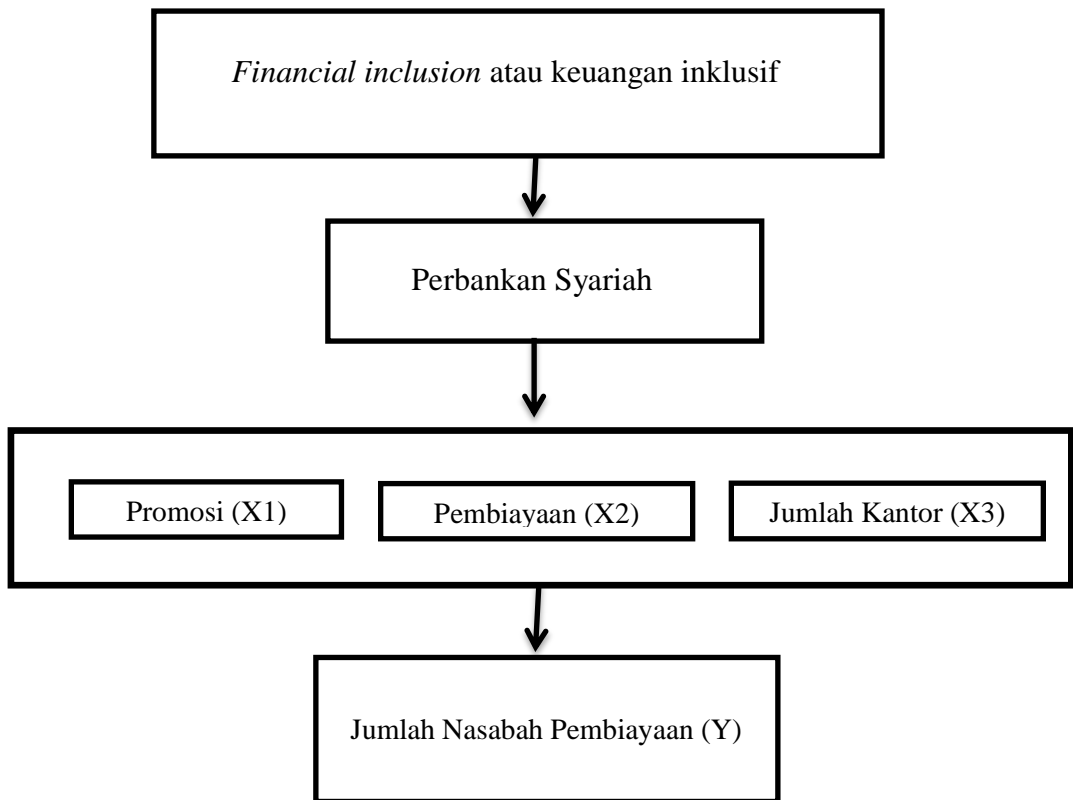 Financial inclusion atau keuangan inklusif
Perbankan Syariah
Promosi (X1)
Pembiayaan (X2)
Jumlah Kantor (X3)
Jumlah Nasabah Pembiayaan (Y)